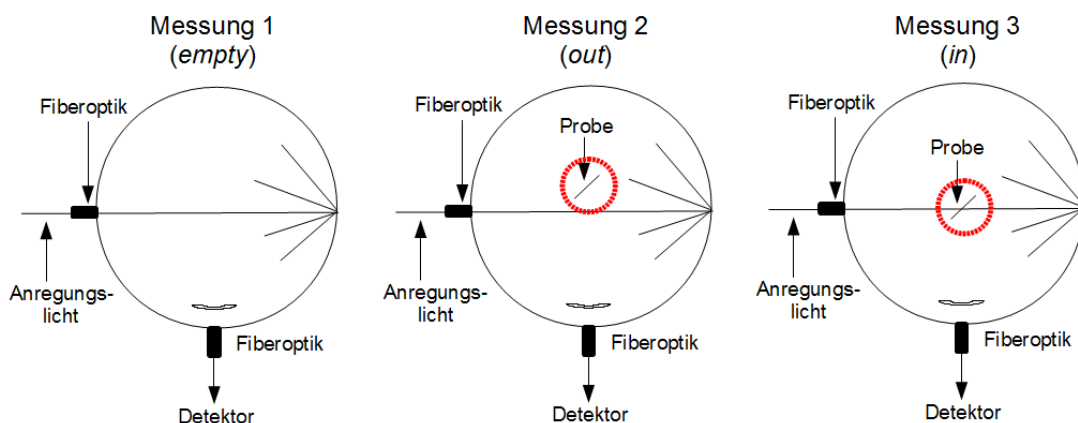 Messung 1
(empty)
Fiberoptik
Anregungs-
licht
Fiberoptik
Detektor
Messung 2
(out)
Fiberoptik
Probe
Anregungs-
licht
Fiberoptik
Detektor
Messung 3
(in)
Fiberoptik
Probe
Anregungs-
licht
Fiberoptik
Detektor